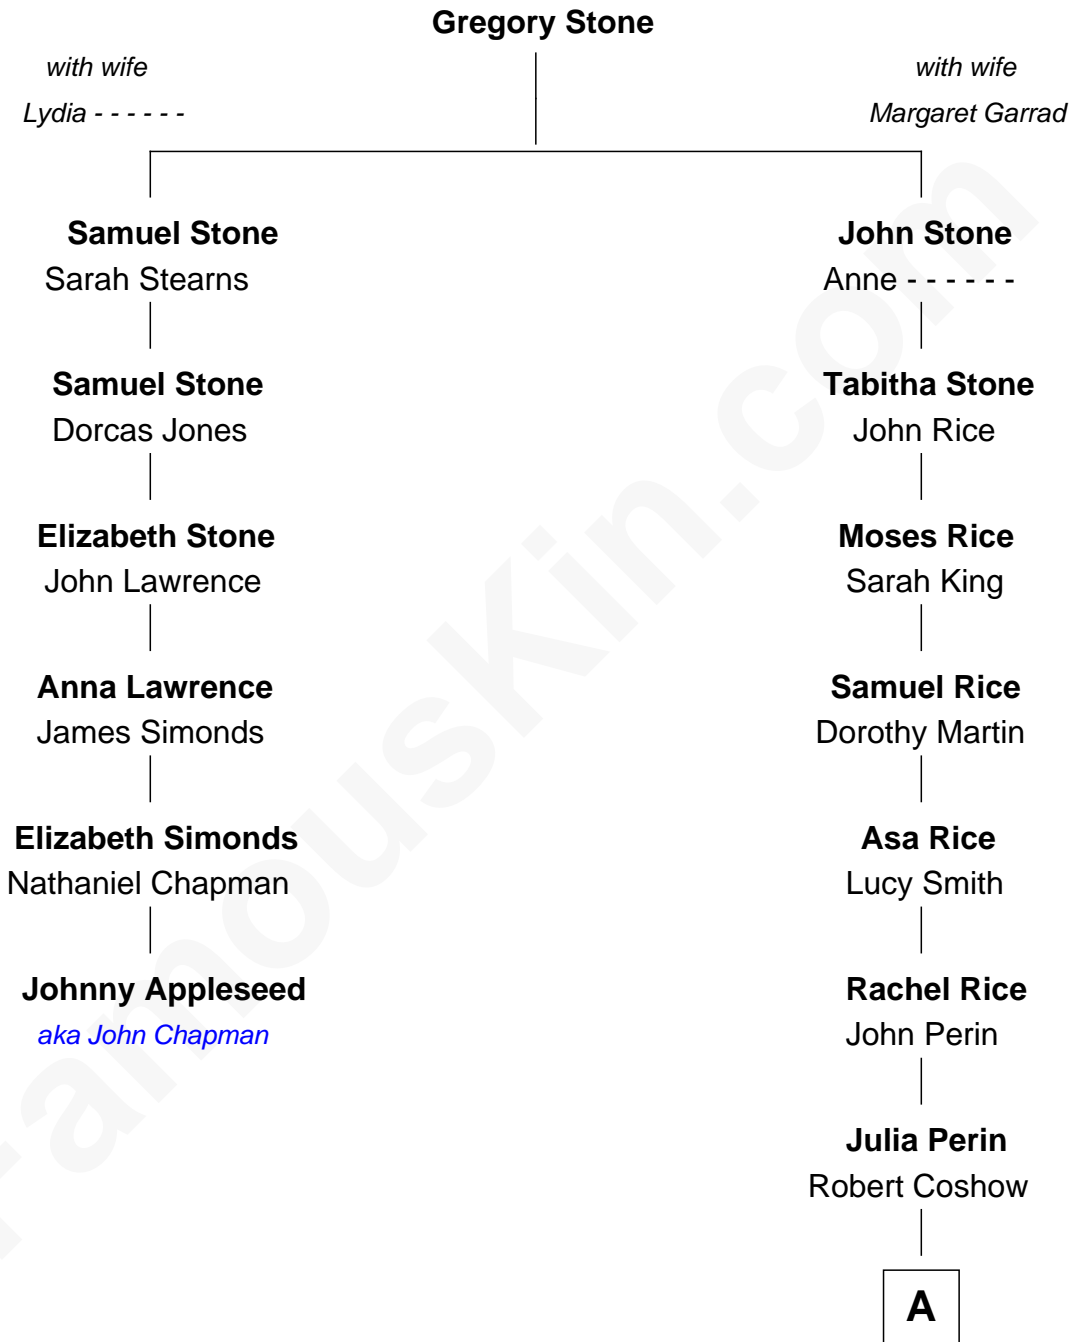 Gregory Stone
with wife
Lydia - - - - - -
with wife
Margaret Garrad
Samuel Stone
Sarah Stearns
John Stone
Anne - - - - - -
Samuel Stone
Dorcas Jones
Tabitha Stone
John Rice
Elizabeth Stone
John Lawrence
Moses Rice
Sarah King
Anna Lawrence
James Simonds
Samuel Rice
Dorothy Martin
Elizabeth Simonds
Nathaniel Chapman
Asa Rice
Lucy Smith
Johnny Appleseed
aka John Chapman
Rachel Rice
John Perin
Julia Perin
Robert Coshow
A
FamousKin.com